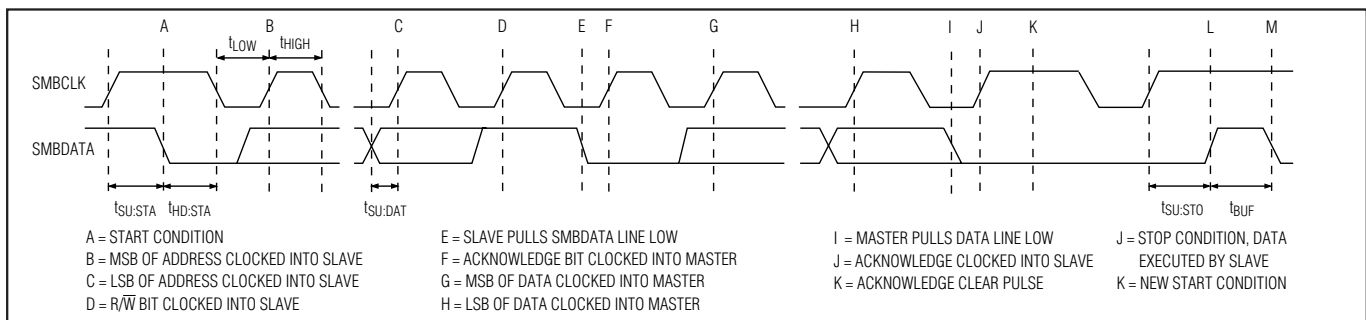 A B C D E F G H I J K L M
tLOW tHIGH
SMBCLK
SMBDATA
tSU:STA tHD:STA tSU:DAT tSU:STO tBUF
A = START CONDITION
B = MSB OF ADDRESS CLOCKED INTO SLAVE
C = LSB OF ADDRESS CLOCKED INTO SLAVE
D = R/W̅ BIT CLOCKED INTO SLAVE
E = SLAVE PULLS SMBDATA LINE LOW
F = ACKNOWLEDGE BIT CLOCKED INTO MASTER
G = MSB OF DATA CLOCKED INTO MASTER
H = LSB OF DATA CLOCKED INTO MASTER
I = MASTER PULLS DATA LINE LOW
J = ACKNOWLEDGE CLOCKED INTO SLAVE
K = ACKNOWLEDGE CLEAR PULSE
J = STOP CONDITION, DATA
EXECUTED BY SLAVE
K = NEW START CONDITION